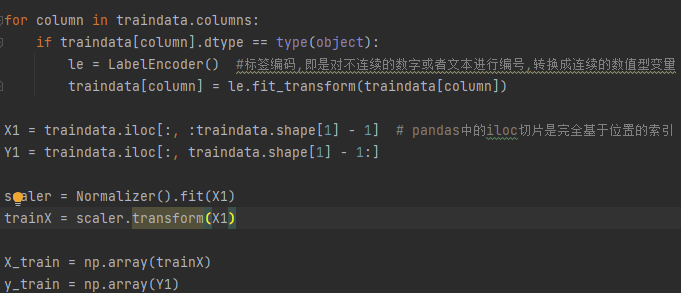 for column in traindata.columns:
    if traindata[column].dtype == type(object):
        le = LabelEncoder()  #标签编码,即是对不连续的数字或者文本进行编号,转换成连续的数值型变量
        traindata[column] = le.fit_transform(traindata[column])
X1 = traindata.iloc[:, :traindata.shape[1] - 1]  # pandas中的iloc切片是完全基于位置的索引
Y1 = traindata.iloc[:, traindata.shape[1] - 1:]
scaler = Normalizer().fit(X1)
trainX = scaler.transform(X1)
X_train = np.array(trainX)
y_train = np.array(Y1)